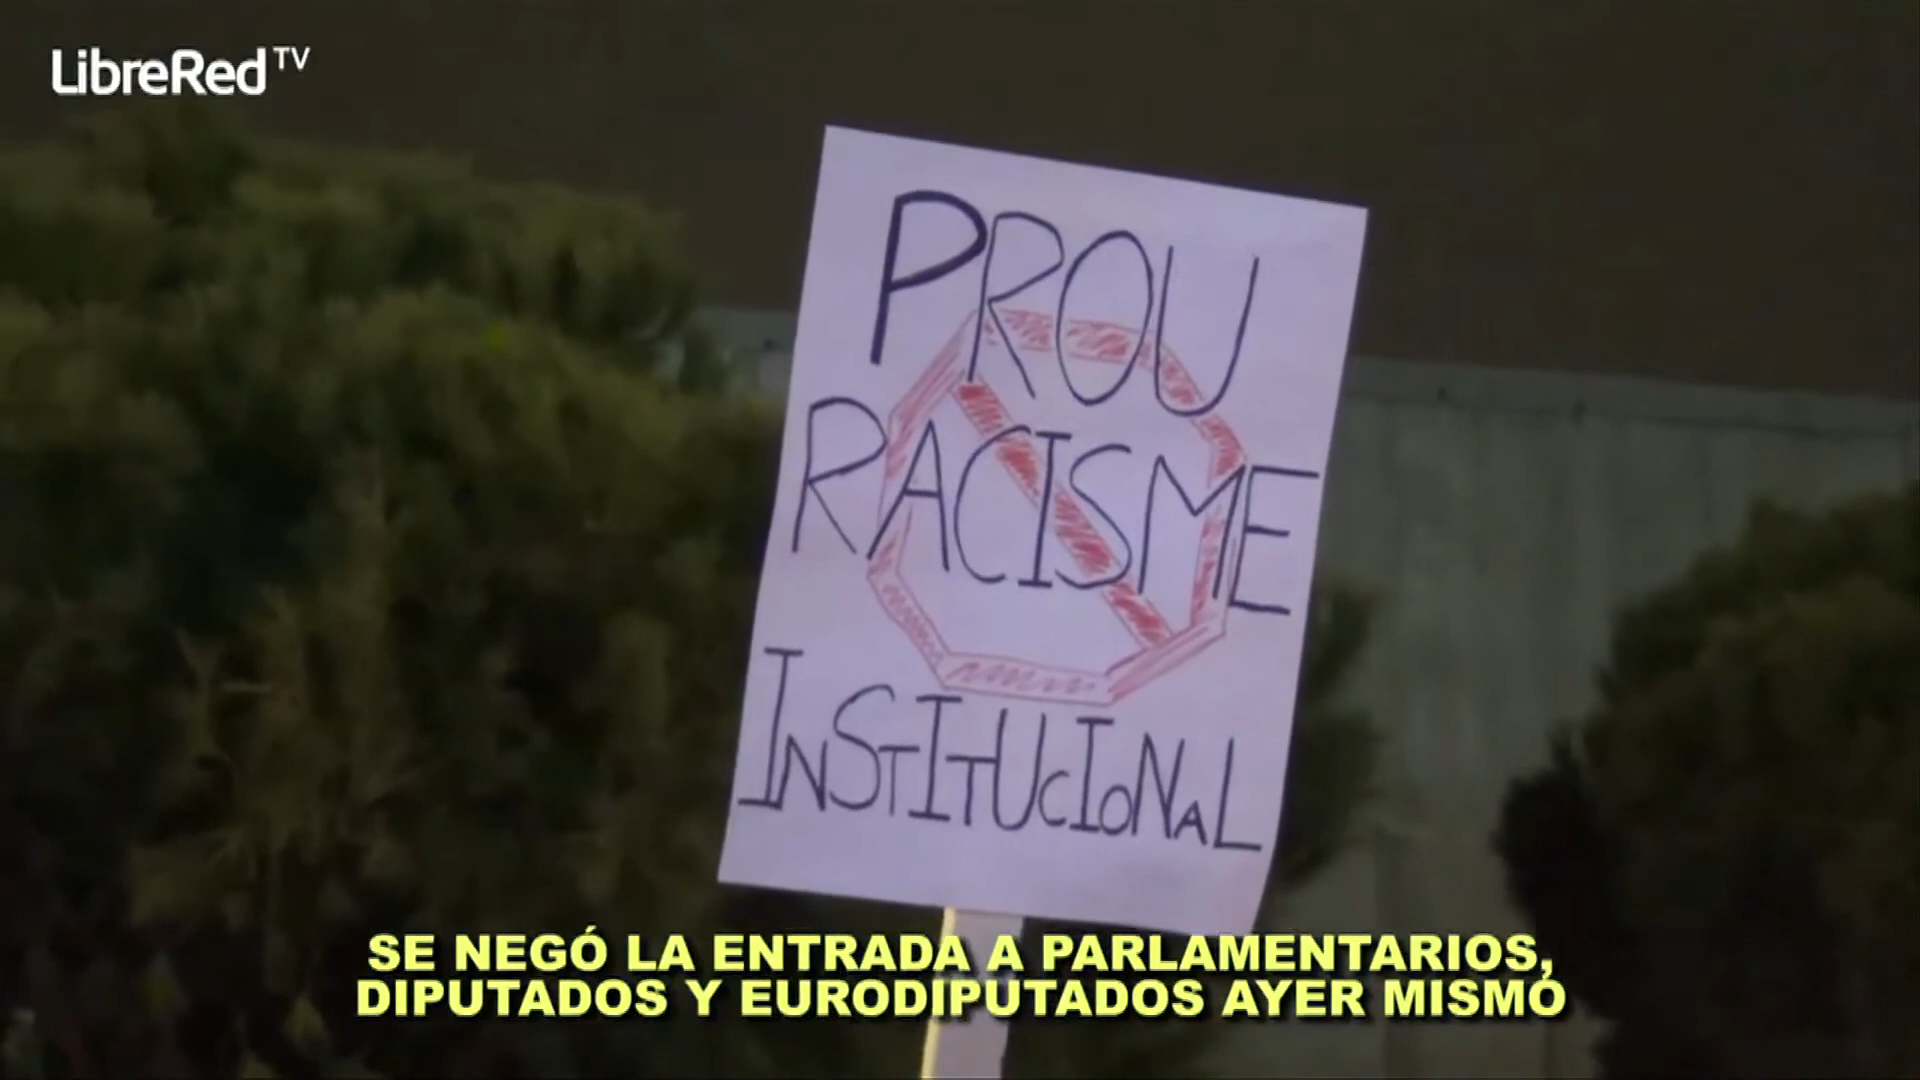 LibreRed TV
PROU
RACISME
INSTITUCIONAL
SE NEGÓ LA ENTRADA A PARLAMENTARIOS,
DIPUTADOS Y EURODIPUTADOS AYER MISMO